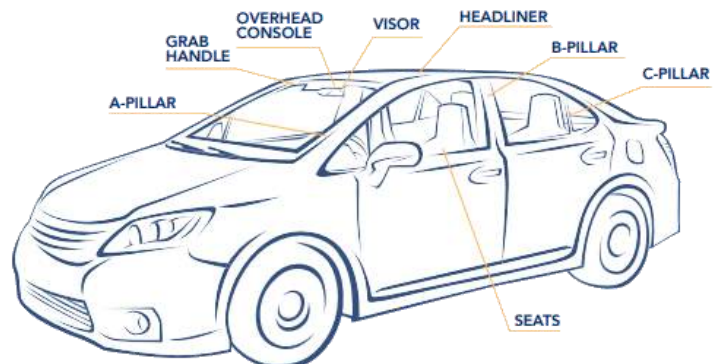 OVERHEAD
CONSOLE
VISOR
HEADLINER
GRAB
HANDLE
B-PILLAR
C-PILLAR
A-PILLAR
SEATS